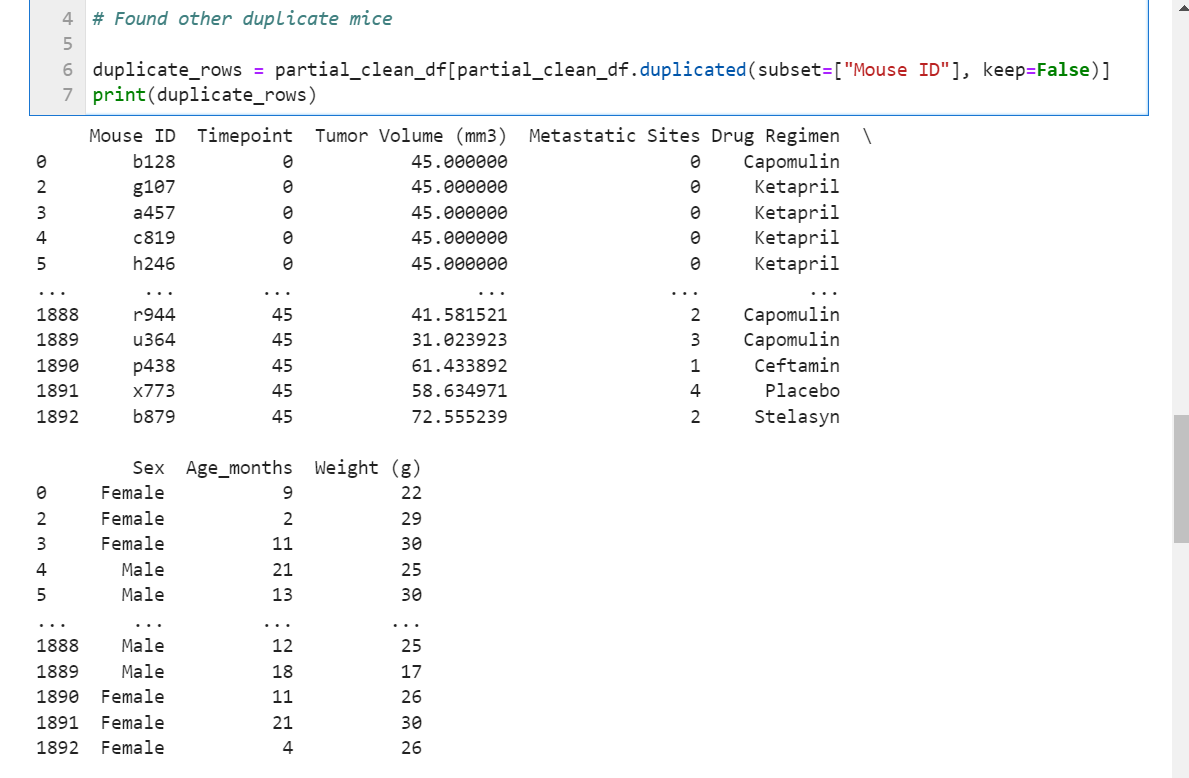 4 # Found other duplicate mice
5
6 duplicate_rows = partial_clean_df[partial_clean_df.duplicated(subset=["Mouse ID"], keep=False)]
7 print(duplicate_rows)
     Mouse ID  Timepoint  Tumor Volume (mm3)  Metastatic Sites Drug Regimen  \
0        b128          0           45.000000                 0    Capomulin
2        g107          0           45.000000                 0     Ketapril
3        a457          0           45.000000                 0     Ketapril
4        c819          0           45.000000                 0     Ketapril
5        h246          0           45.000000                 0     Ketapril
...       ...        ...                 ...               ...          ...
1888     r944         45           41.581521                 2    Capomulin
1889     u364         45           31.023923                 3    Capomulin
1890     p438         45           61.433892                 1     Ceftamin
1891     x773         45           58.634971                 4      Placebo
1892     b879         45           72.555239                 2     Stelasyn
         Sex  Age_months  Weight (g)
0     Female           9          22
2     Female           2          29
3     Female          11          30
4       Male          21          25
5       Male          13          30
...      ...         ...         ...
1888    Male          12          25
1889    Male          18          17
1890  Female          11          26
1891  Female          21          30
1892  Female           4          26